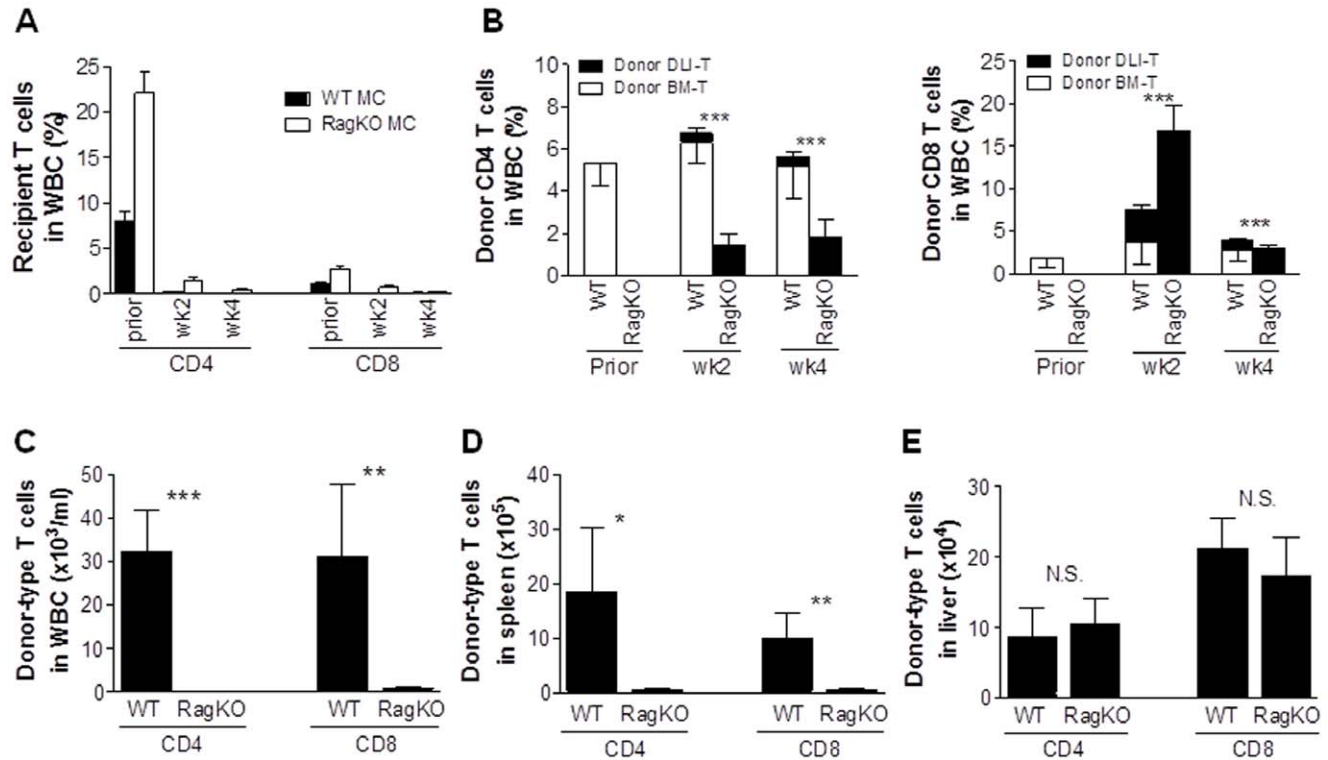 A
Recipient T cells
in WBC (%)
25
20
15
10
5
0
WT MC
RagKO MC
prior
wk2
wk4
prior
wk2
wk4
CD4
CD8
B
Donor CD4 T cells
in WBC (%)
10
8
6
4
2
0
Donor DLI-T
Donor BM-T
***
***
WT
RagKO
WT
RagKO
WT
RagKO
Prior
wk2
wk4
Donor CD8 T cells
in WBC (%)
25
20
15
10
5
0
Donor DLI-T
Donor BM-T
***
***
WT
RagKO
WT
RagKO
WT
RagKO
Prior
wk2
wk4
C
Donor-type T cells
in WBC (x10³/ml)
50
40
30
20
10
0
***
**
WT RagKO
WT RagKO
CD4
CD8
D
Donor-type T cells
in spleen (x10⁵)
40
30
20
10
0
*
**
WT RagKO
WT RagKO
CD4
CD8
E
Donor-type T cells
in liver (x10⁴)
30
20
10
0
N.S.
N.S.
WT RagKO
WT RagKO
CD4
CD8